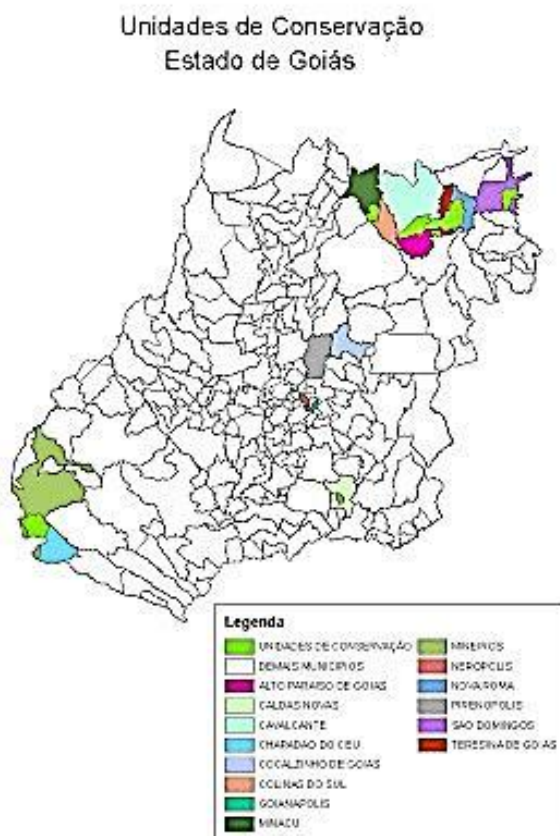 Unidades de Conservação
Estado de Goiás
Legenda
UNIDADES DE CONSERVAÇÃO
DEMAIS MUNICIPIOS
ALTO PARAISO DE GOIAS
CALDAS NOVAS
CAVALCANTE
CHAPADAO DO CEU
COCALZINHO DE GOIAS
COLINAS DO SUL
GOIANAPOLIS
MINACU
MINEIROS
NEROPOLIS
NOVA ROMA
PIRENOPOLIS
SAO DOMINGOS
TERESINA DE GOIAS